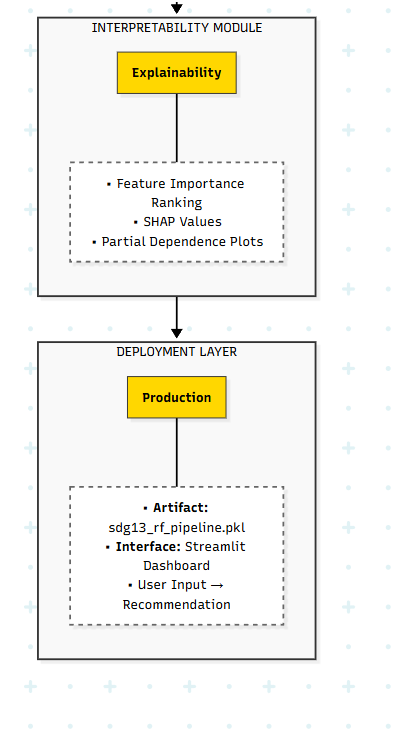 INTERPRETABILITY MODULE
Explainability
• Feature Importance
Ranking
• SHAP Values
• Partial Dependence Plots
DEPLOYMENT LAYER
Production
• Artifact:
sdg13_rf_pipeline.pkl
• Interface: Streamlit
Dashboard
• User Input →
Recommendation